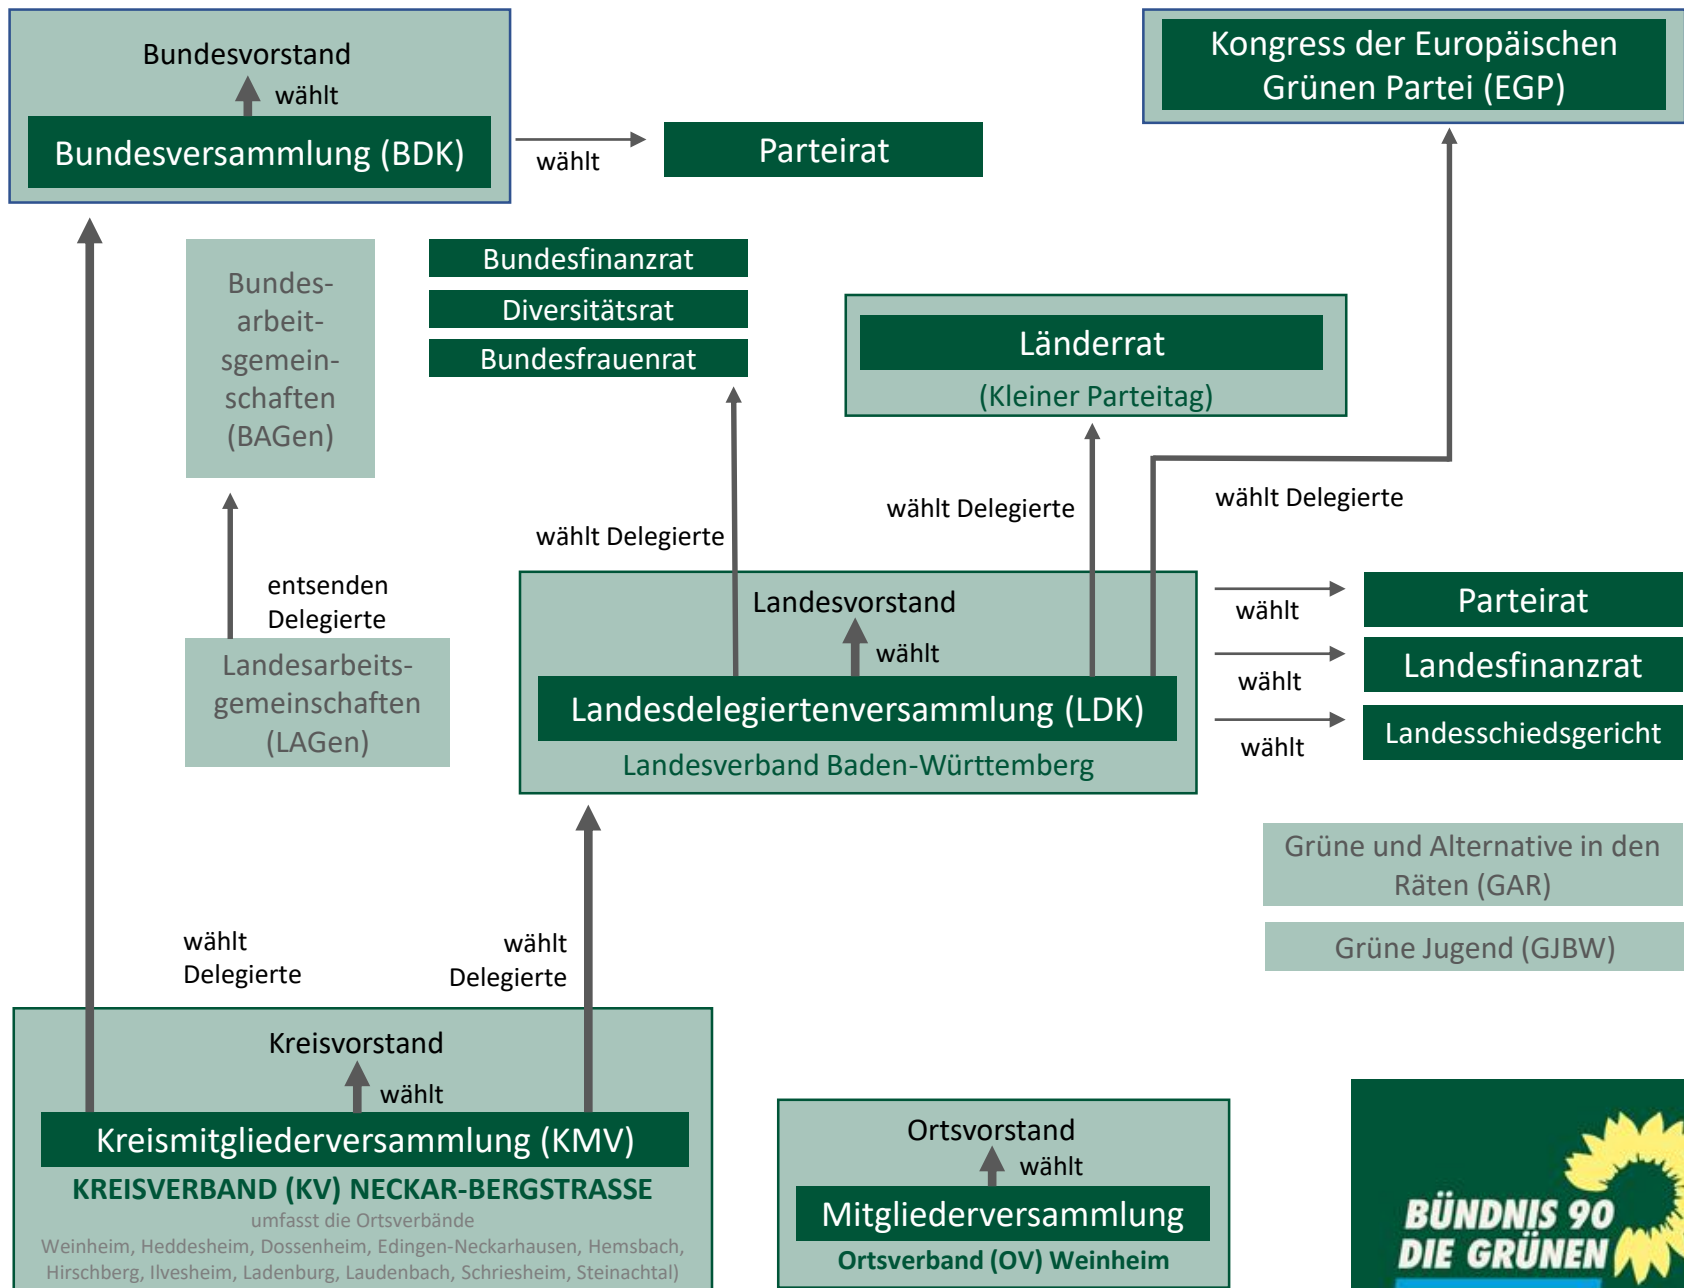 Bundesvorstand
wählt
Bundesversammlung (BDK)
wählt
Parteirat
Kongress der Europäischen
Grünen Partei (EGP)
Bundes-
arbeit-
sgemein-
schaften
(BAGen)
Bundesfinanzrat
Diversitätsrat
Bundesfrauenrat
Länderrat
(Kleiner Parteitag)
wählt Delegierte
wählt Delegierte
wählt Delegierte
entsenden
Delegierte
Landesarbeits-
gemeinschaften
(LAGen)
Landesvorstand
wählt
Landesdelegiertenversammlung (LDK)
Landesverband Baden-Württemberg
wählt
Parteirat
wählt
Landesfinanzrat
wählt
Landesschiedsgericht
Grüne und Alternative in den
Räten (GAR)
Grüne Jugend (GJBW)
wählt
Delegierte
wählt
Delegierte
Kreisvorstand
wählt
Kreismitgliederversammlung (KMV)
KREISVERBAND (KV) NECKAR-BERGSTRASSE
umfasst die Ortsverbände
Weinheim, Heddesheim, Dossenheim, Edingen-Neckarhausen, Hemsbach,
Hirschberg, Ilvesheim, Ladenburg, Laudenbach, Schriesheim, Steinachtal)
Ortsvorstand
wählt
Mitgliederversammlung
Ortsverband (OV) Weinheim
BÜNDNIS 90
DIE GRÜNEN